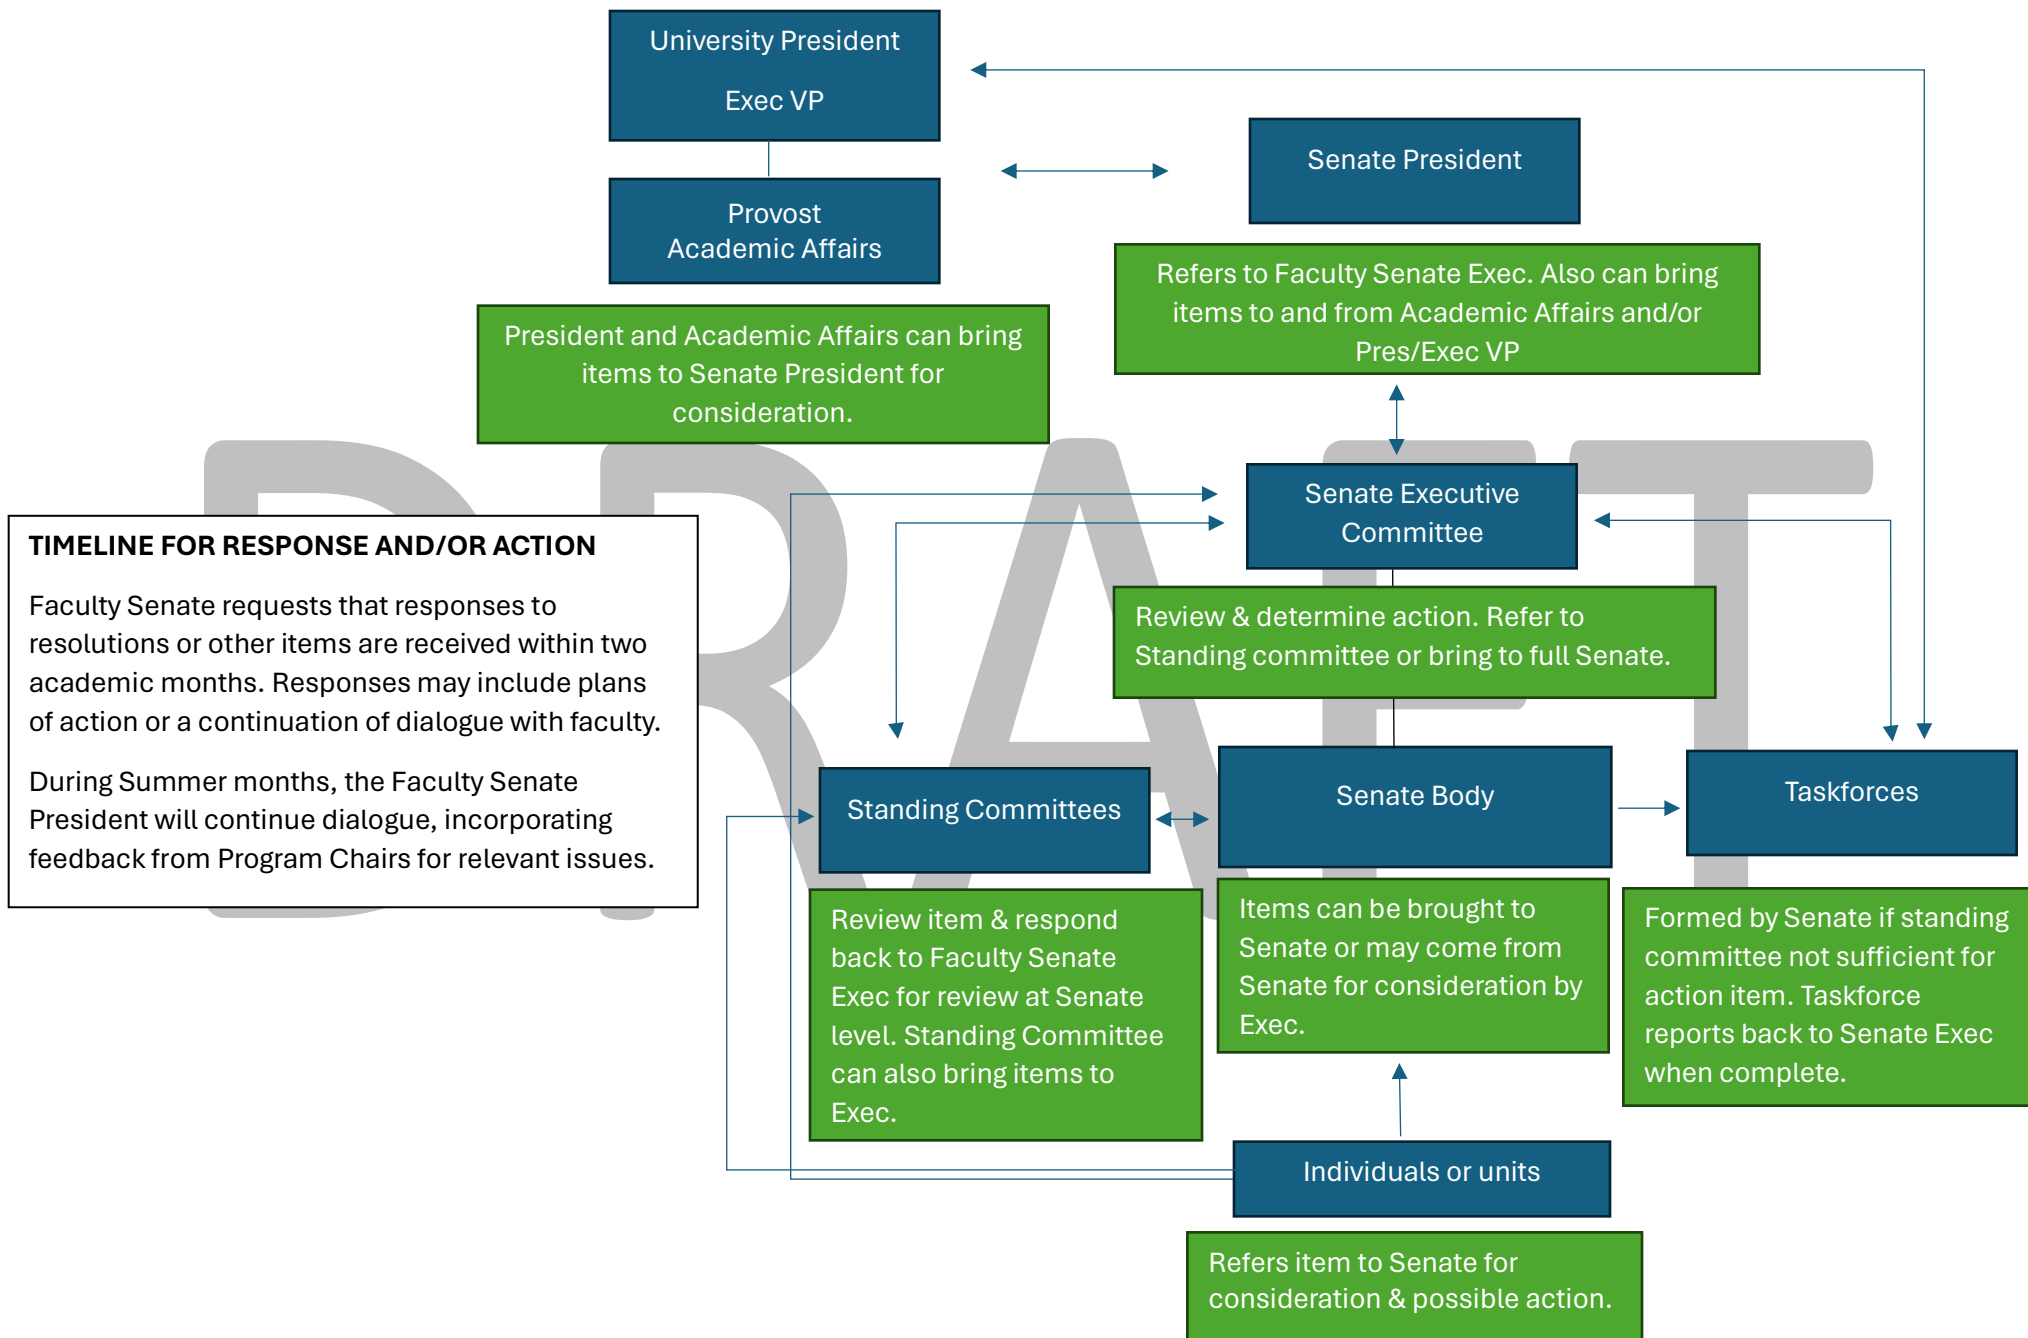 University President
Exec VP
Senate President
Provost
Academic Affairs
Refers to Faculty Senate Exec. Also can bring
items to and from Academic Affairs and/or
Pres/Exec VP
President and Academic Affairs can bring
items to Senate President for
consideration.
DRAFT
Senate Executive
Committee
TIMELINE FOR RESPONSE AND/OR ACTION
Faculty Senate requests that responses to
resolutions or other items are received within two
academic months. Responses may include plans
of action or a continuation of dialogue with faculty.
During Summer months, the Faculty Senate
President will continue dialogue, incorporating
feedback from Program Chairs for relevant issues.
Review & determine action. Refer to
Standing committee or bring to full Senate.
Standing Committees
Senate Body
Taskforces
Review item & respond
back to Faculty Senate
Exec for review at Senate
level. Standing Committee
can also bring items to
Exec.
Items can be brought to
Senate or may come from
Senate for consideration by
Exec.
Formed by Senate if standing
committee not sufficient for
action item. Taskforce
reports back to Senate Exec
when complete.
Individuals or units
Refers item to Senate for
consideration & possible action.